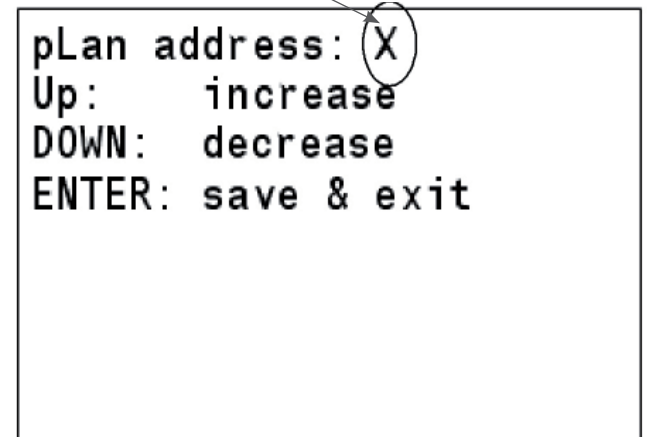 pLan address: X
Up: increase
DOWN: decrease
ENTER: save & exit